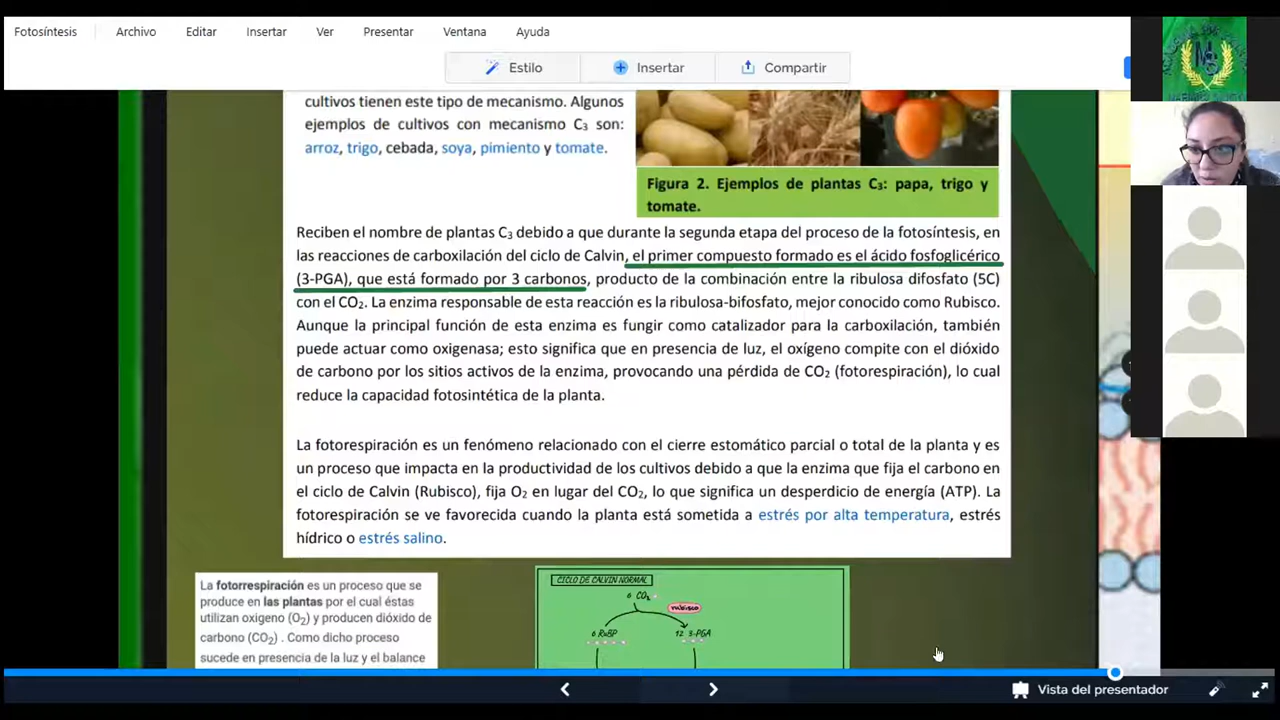 Fotosíntesis
Archivo
Editar
Insertar
Ver
Presentar
Ventana
Ayuda
Estilo
Insertar
Compartir
cultivos tienen este tipo de mecanismo. Algunos
ejemplos de cultivos con mecanismo C₃ son:
arroz, trigo, cebada, soya, pimiento y tomate.
Figura 2. Ejemplos de plantas C₃: papa, trigo y
tomate.
Reciben el nombre de plantas C₃ debido a que durante la segunda etapa del proceso de la fotosíntesis, en
las reacciones de carboxilación del ciclo de Calvin, el primer compuesto formado es el ácido fosfoglicérico
(3-PGA), que está formado por 3 carbonos, producto de la combinación entre la ribulosa difosfato (5C)
con el CO₂. La enzima responsable de esta reacción es la ribulosa-bifosfato, mejor conocido como Rubisco.
Aunque la principal función de esta enzima es fungir como catalizador para la carboxilación, también
puede actuar como oxigenasa; esto significa que en presencia de luz, el oxígeno compite con el dióxido
de carbono por los sitios activos de la enzima, provocando una pérdida de CO₂ (fotorespiración), lo cual
reduce la capacidad fotosintética de la planta.
La fotorespiración es un fenómeno relacionado con el cierre estomático parcial o total de la planta y es
un proceso que impacta en la productividad de los cultivos debido a que la enzima que fija el carbono en
el ciclo de Calvin (Rubisco), fija O₂ en lugar del CO₂, lo que significa un desperdicio de energía (ATP). La
fotorespiración se ve favorecida cuando la planta está sometida a estrés por alta temperatura, estrés
hídrico o estrés salino.
La fotorrespiración es un proceso que se
produce en las plantas por el cual éstas
utilizan oxigeno (O₂) y producen dióxido de
carbono (CO₂) . Como dicho proceso
sucede en presencia de la luz y el balance
CICLO DE CALVIN NORMAL
6 CO₂
rubisco
6 RuBP
12 3-PGA
Vista del presentador